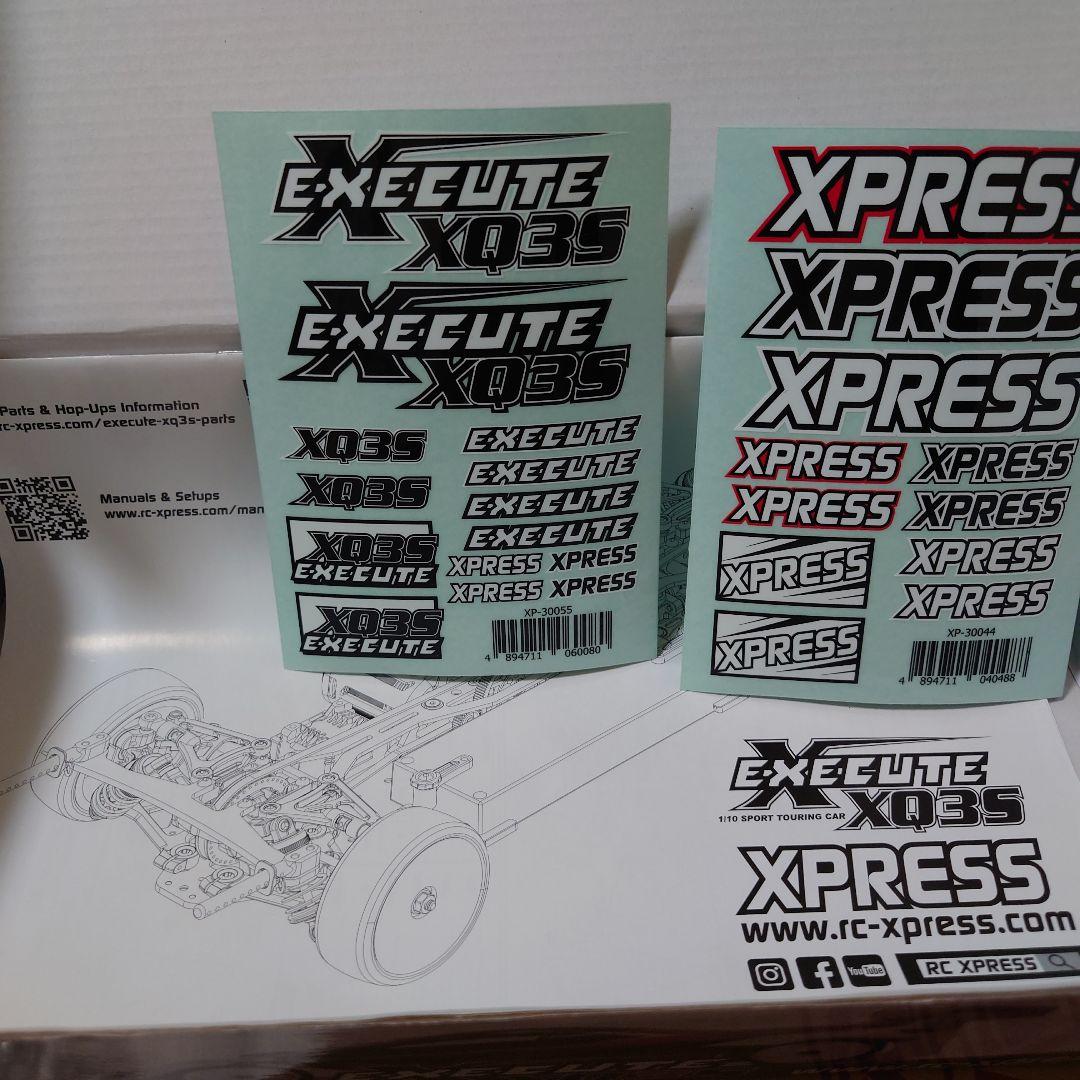 EXECUTE
XQ3S
EXECUTE
XQ3S
XQ3S
XQ3S
XQ3S
EXECUTE
XQ3S
EXECUTE
EXECUTE
EXECUTE
EXECUTE
EXECUTE
XPRESS XPRESS
XPRESS XPRESS
XP-30055
4 894711 060080
XPRESS
XPRESS
XPRESS
XPRESS XPRESS
XPRESS XPRESS
XPRESS
XPRESS
XPRESS
XPRESS
XP-30044
4 894711 040488
Parts & Hop-Ups Information
rc-xpress.com/execute-xq3s-parts
Manuals & Setups
www.rc-xpress.com/man
EXECUTE
XQ3S
1/10 SPORT TOURING CAR
XPRESS
www.rc-xpress.com
YouTube
RC XPRESS